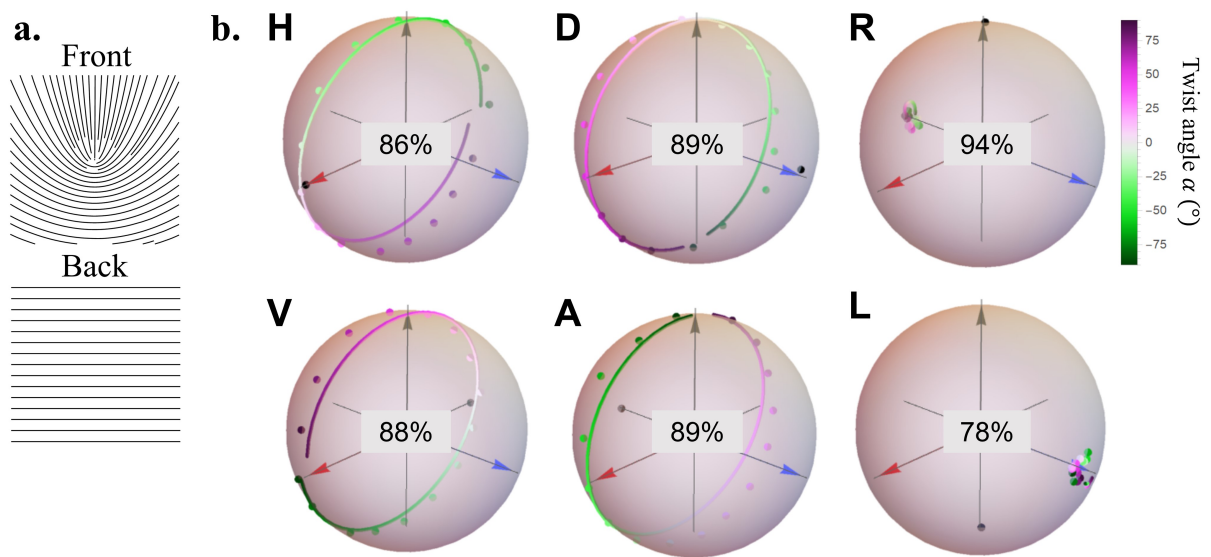 a.
Front
Back
b.
H
86%
D
89%
R
94%
V
88%
A
89%
L
78%
75
50
25
0
−25
−50
−75
Twist angle α (°)